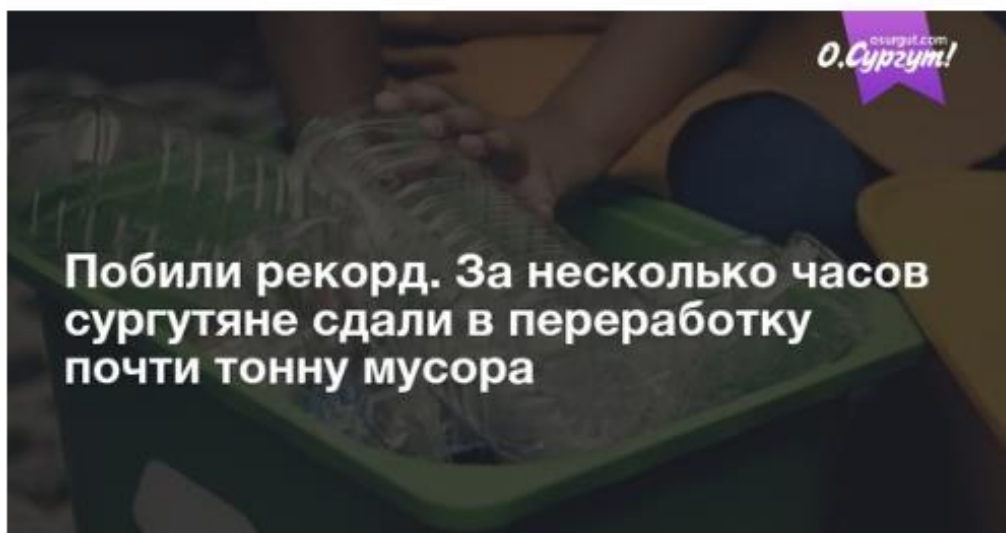 osurgut.com
О,Сургут!
Побили рекорд. За несколько часов
сургутяне сдали в переработку
почти тонну мусора